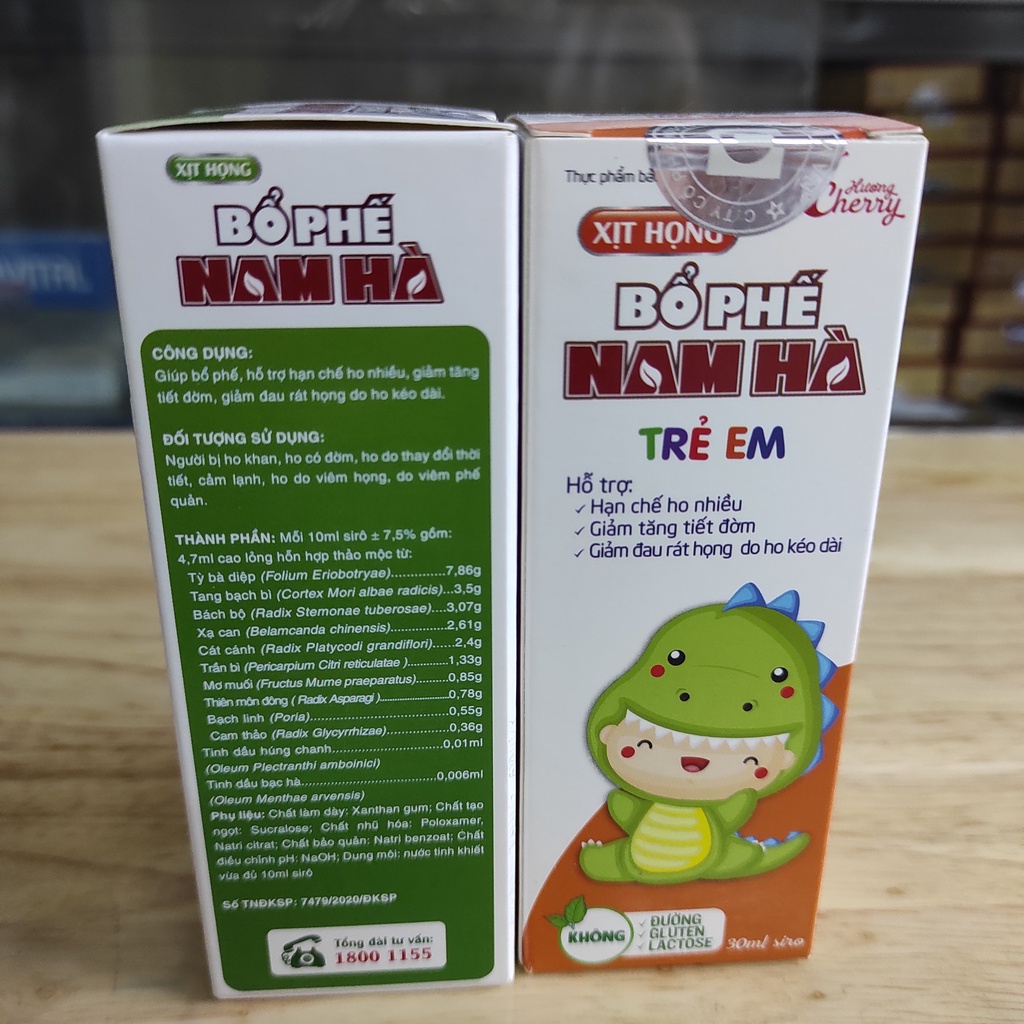 XỊT HỌNG
BỔ PHẾ
NAM HÀ
CÔNG DỤNG:
Giúp bổ phế, hỗ trợ hạn chế ho nhiều, giảm tăng
tiết đờm, giảm đau rát họng do ho kéo dài.
ĐỐI TƯỢNG SỬ DỤNG:
Người bị ho khan, ho có đờm, ho do thay đổi thời
tiết, cảm lạnh, ho do viêm họng, do viêm phế
quản.
THÀNH PHẦN: Mỗi 10ml sirô ± 7,5% gồm:
4,7ml cao lỏng hỗn hợp thảo mộc từ:
Tỳ bà diệp (Folium Eriobotryae)..............7,86g
Tang bạch bì (Cortex Mori albae radicis)...3,5g
Bách bộ (Radix Stemonae tuberosae)....3,07g
Xạ can (Belamcanda chinensis)..............2,61g
Cát cánh (Radix Platycodi grandiflori)......2,4g
Trần bì (Pericarpium Citri reticulatae )............1,33g
Mơ muối (Fructus Mume praeparatus)..........0,85g
Thiên môn đông ( Radix Asparagi )....................0,78g
Bạch linh (Poria)...............................0,55g
Cam thảo (Radix Glycyrrhizae)................0,36g
Tinh dầu húng chanh...........................0,01ml
(Oleum Plectranthi amboinici)
Tinh dầu bạc hà..............................0,006ml
(Oleum Menthae arvensis)
Phụ liệu: Chất làm dày: Xanthan gum; Chất tạo
ngọt: Sucralose; Chất nhũ hóa: Poloxamer,
Natri citrat; Chất bảo quản: Natri benzoat; Chất
điều chỉnh pH: NaOH; Dung môi: nước tinh khiết
vừa đủ 10ml sirô
Số TNĐKSP: 7479/2020/ĐKSP
Tổng đài tư vấn:
1800 1155
Thực phẩm
Hương
Cherry
XỊT HỌNG
BỔ PHẾ
NAM HÀ
TRẺ EM
Hỗ trợ:
✓ Hạn chế ho nhiều
✓ Giảm tăng tiết đờm
✓ Giảm đau rát họng do ho kéo dài
KHÔNG
✓ ĐƯỜNG
✓ GLUTEN
✓ LACTOSE
30ml siro